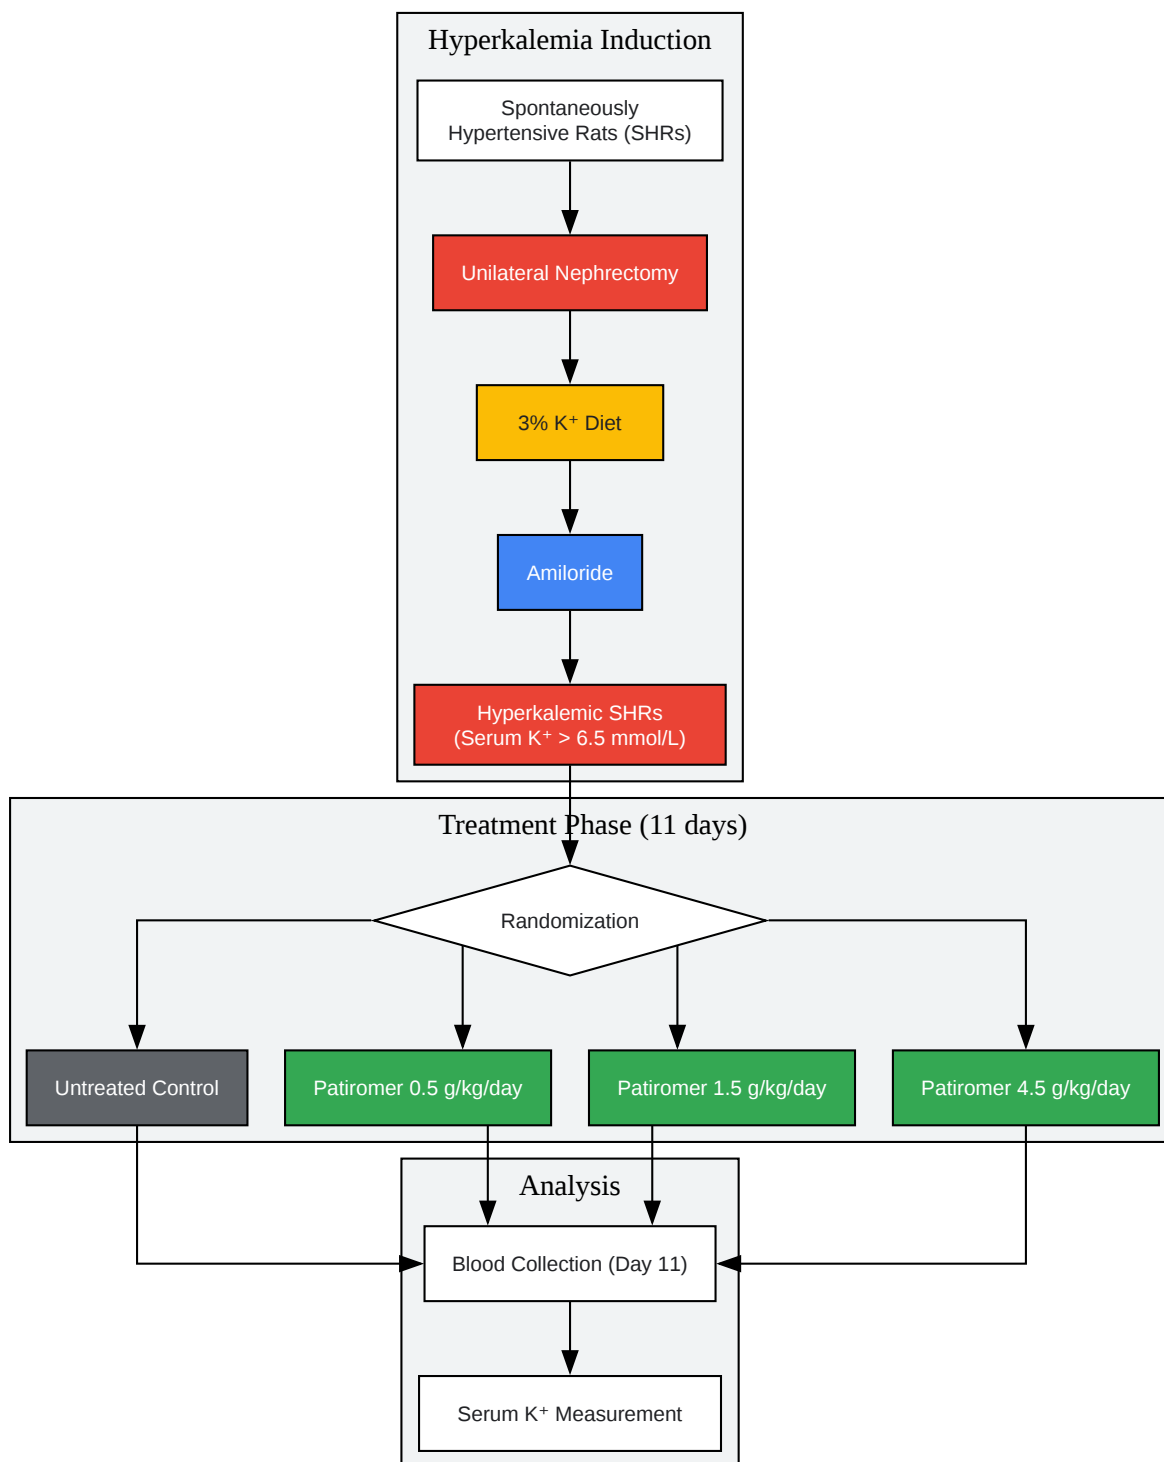 Hyperkalemia Induction
Spontaneously
Hypertensive Rats (SHRs)
Unilateral Nephrectomy
3% K⁺ Diet
Amiloride
Hyperkalemic SHRs
(Serum K⁺ > 6.5 mmol/L)
Treatment Phase (11 days)
Randomization
Untreated Control
Patiromer 0.5 g/kg/day
Patiromer 1.5 g/kg/day
Patiromer 4.5 g/kg/day
Analysis
Blood Collection (Day 11)
Serum K⁺ Measurement